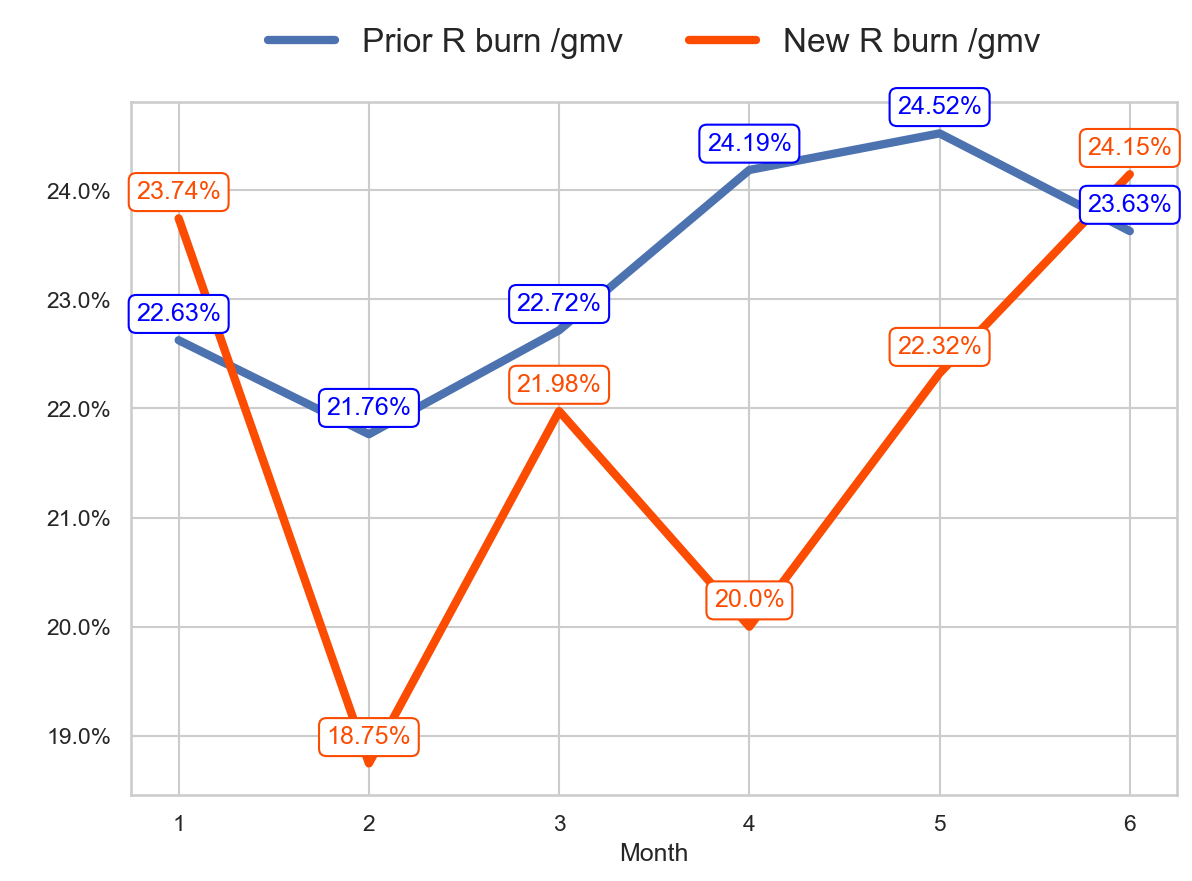 Prior R burn /gmv New R burn /gmv
24.52%
24.19%
24.15%
24.0% 23.74%
23.63%
23.0% 22.63% 22.72%
22.32%
22.0% 21.76% 21.98%
21.0%
20.0% 20.0%
19.0% 18.75%
1 2 3 4 5 6
Month